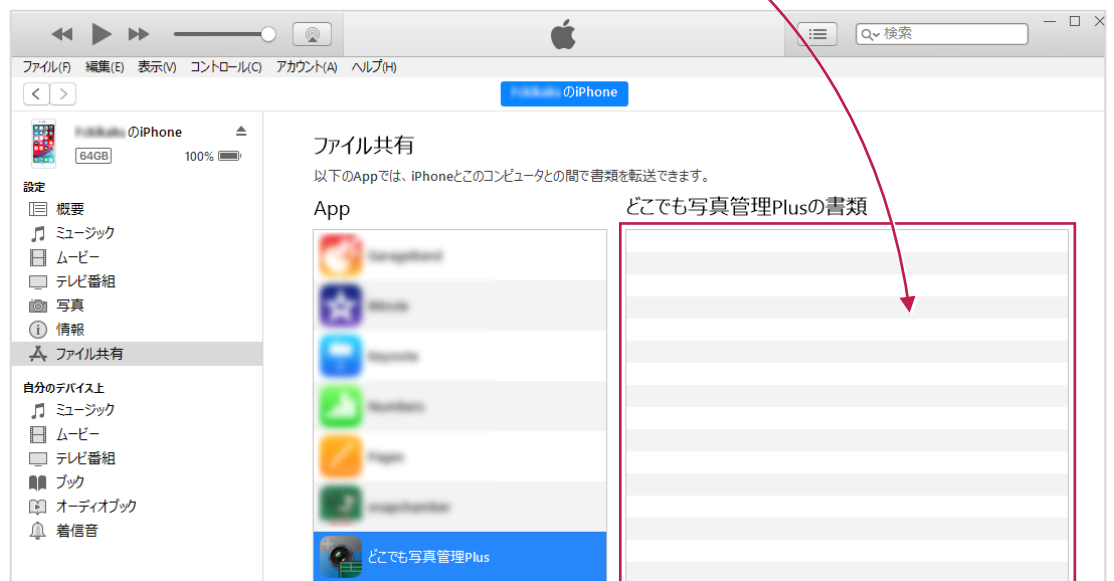 検索
ファイル(F) 編集(E) 表示(V) コントロール(C) アカウント(A) ヘルプ(H)
のiPhone
のiPhone
64GB 100%
設定
概要
ミュージック
ムービー
テレビ番組
写真
情報
ファイル共有
自分のデバイス上
ミュージック
ムービー
テレビ番組
ブック
オーディオブック
着信音
ファイル共有
以下のAppでは、iPhoneとこのコンピュータとの間で書類を転送できます。
App
GarageBand
iMovie
Keynote
Numbers
Pages
どこでも写真管理Plus
どこでも写真管理Plusの書類